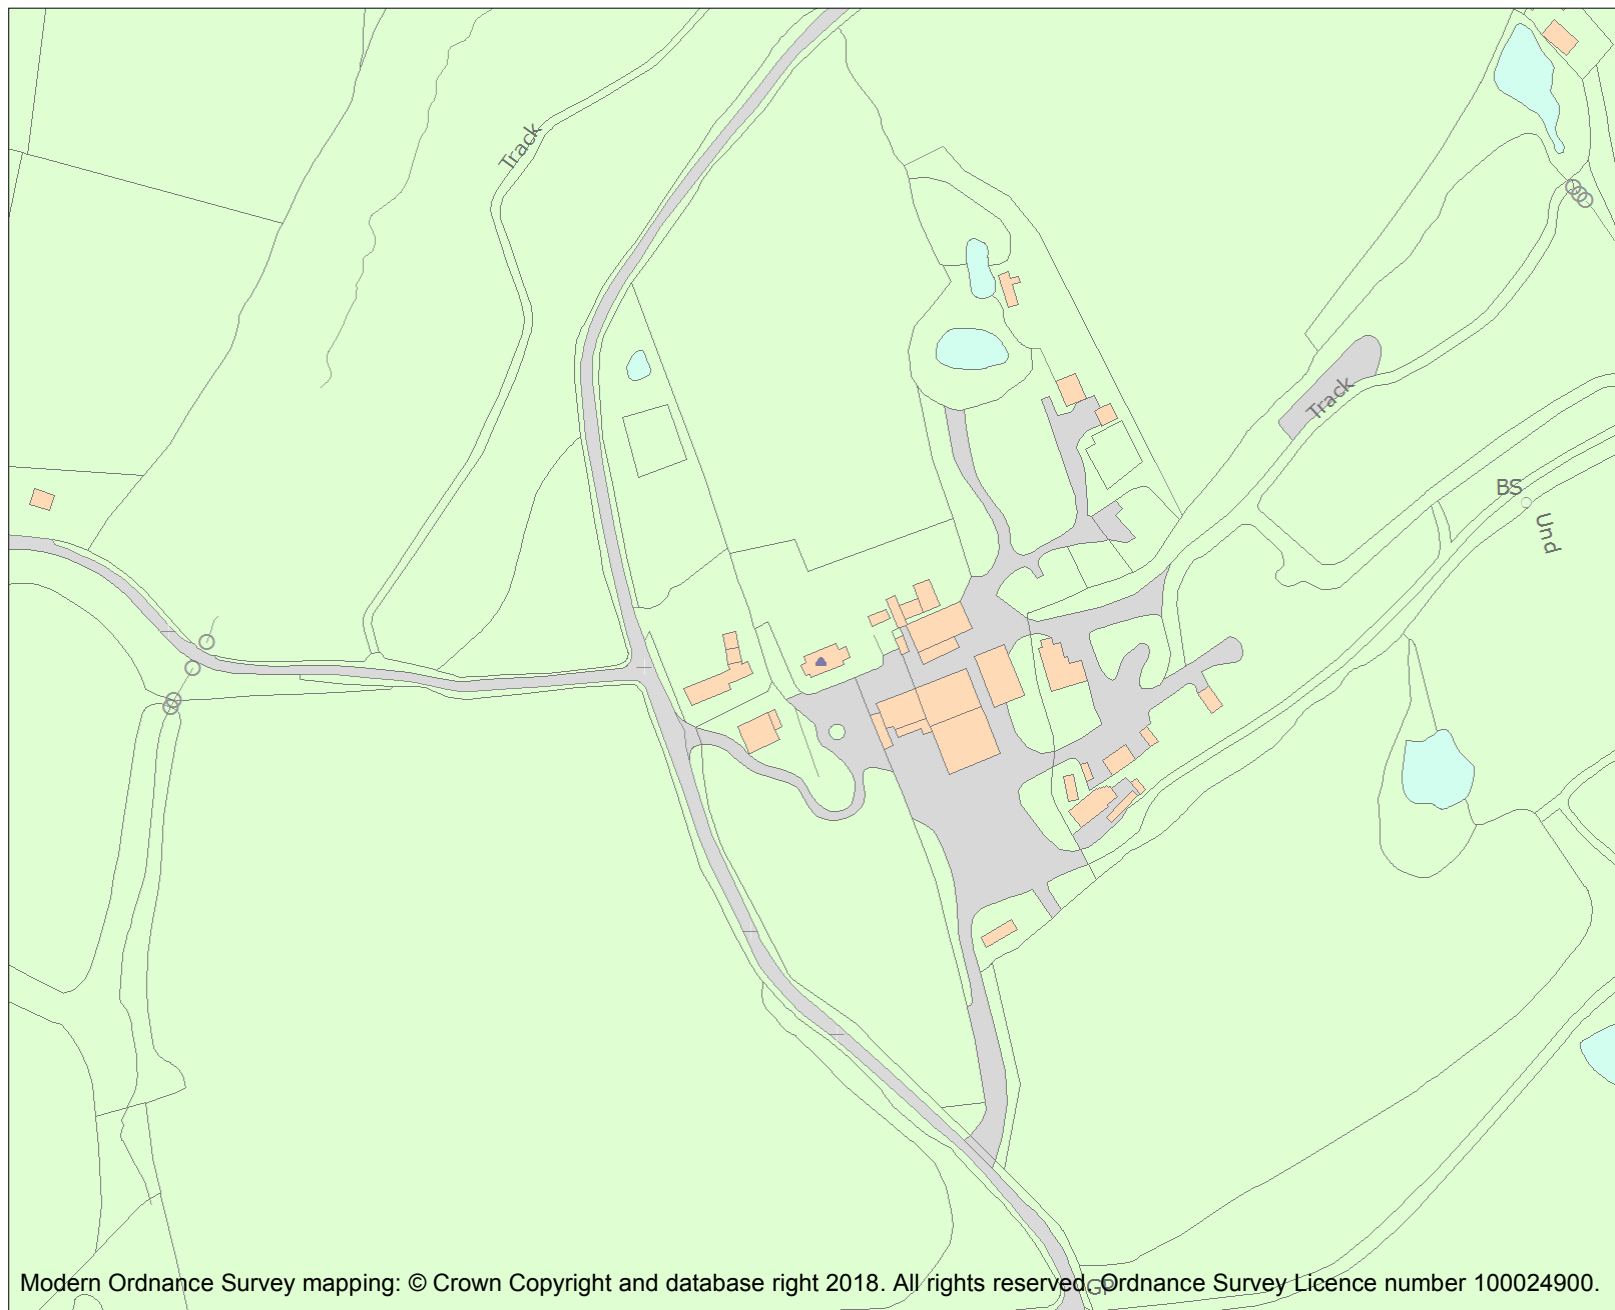 Track
Track
BS
Und
GP
Modern Ordnance Survey mapping: © Crown Copyright and database right 2018. All rights reserved. Ordnance Survey Licence number 100024900.